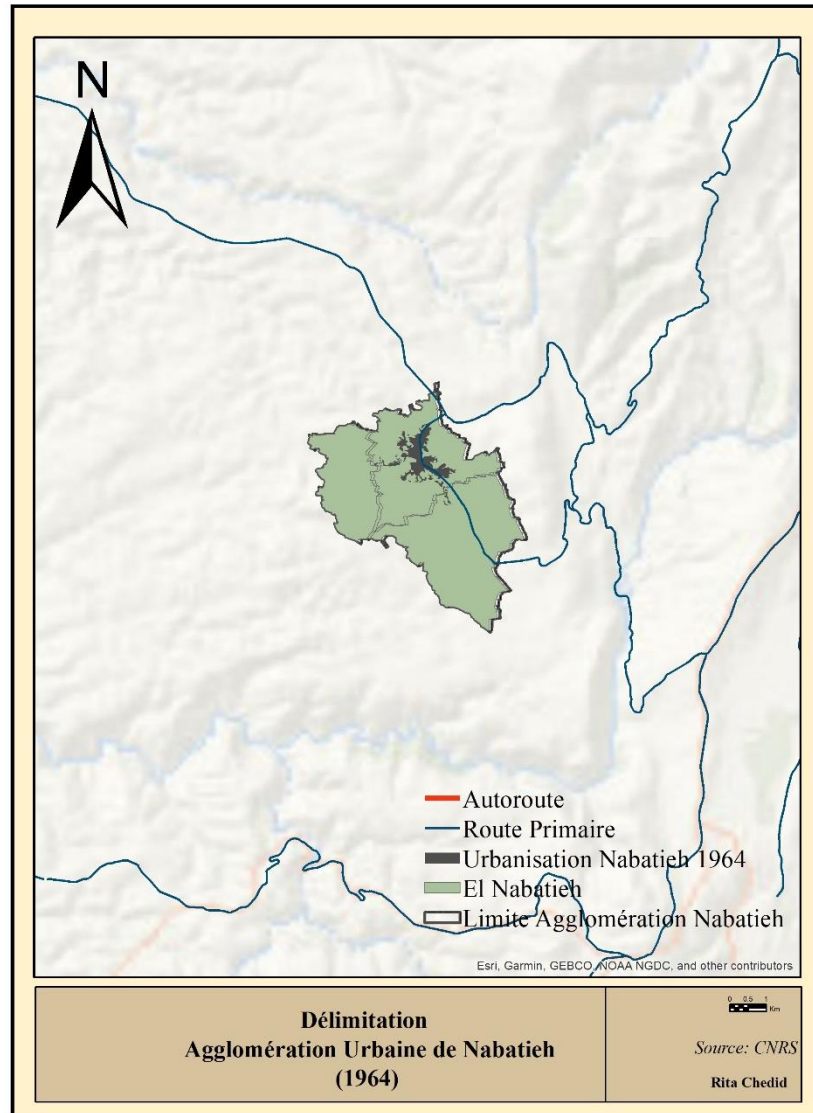 N
Autoroute
Route Primaire
Urbanisation Nabatieh 1964
El Nabatieh
Limite Agglomération Nabatieh
Esri, Garmin, GEBCO, NOAA NGDC, and other contributors
Délimitation
Agglomération Urbaine de Nabatieh
(1964)
0 0.5 1
Km
Source: CNRS
Rita Chedid